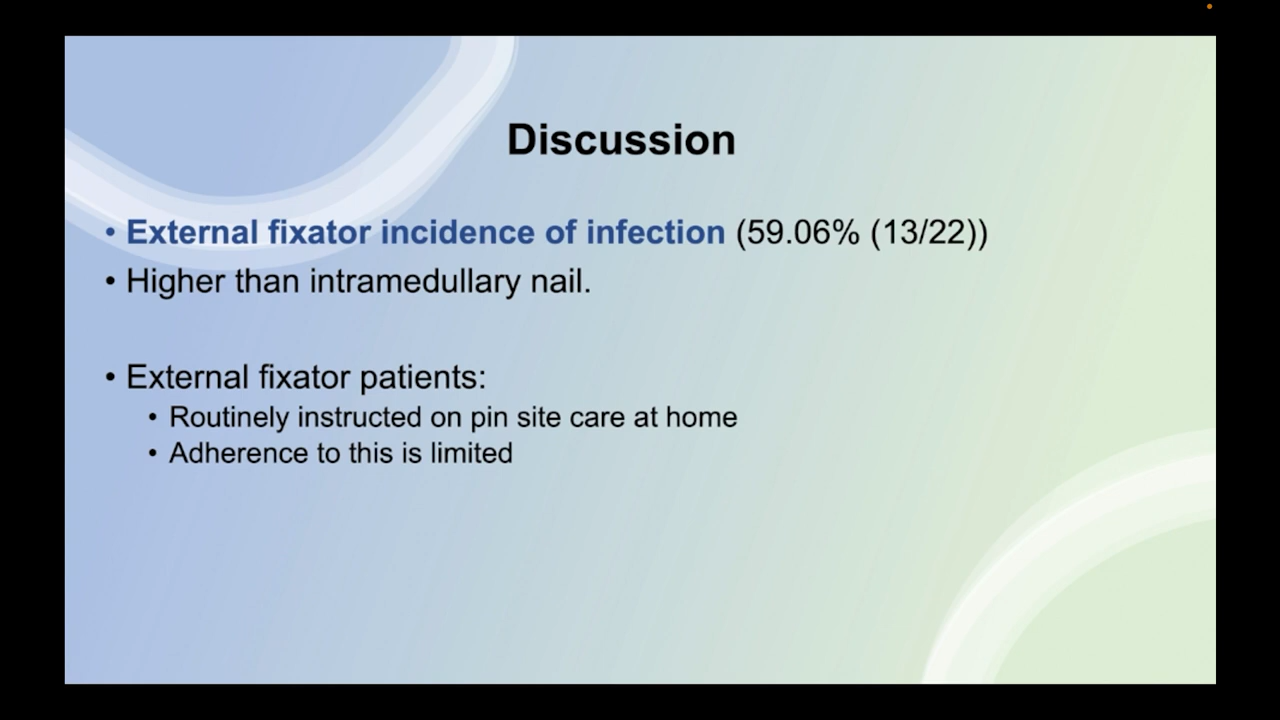 Discussion
• External fixator incidence of infection (59.06% (13/22))
• Higher than intramedullary nail.
• External fixator patients:
• Routinely instructed on pin site care at home
• Adherence to this is limited